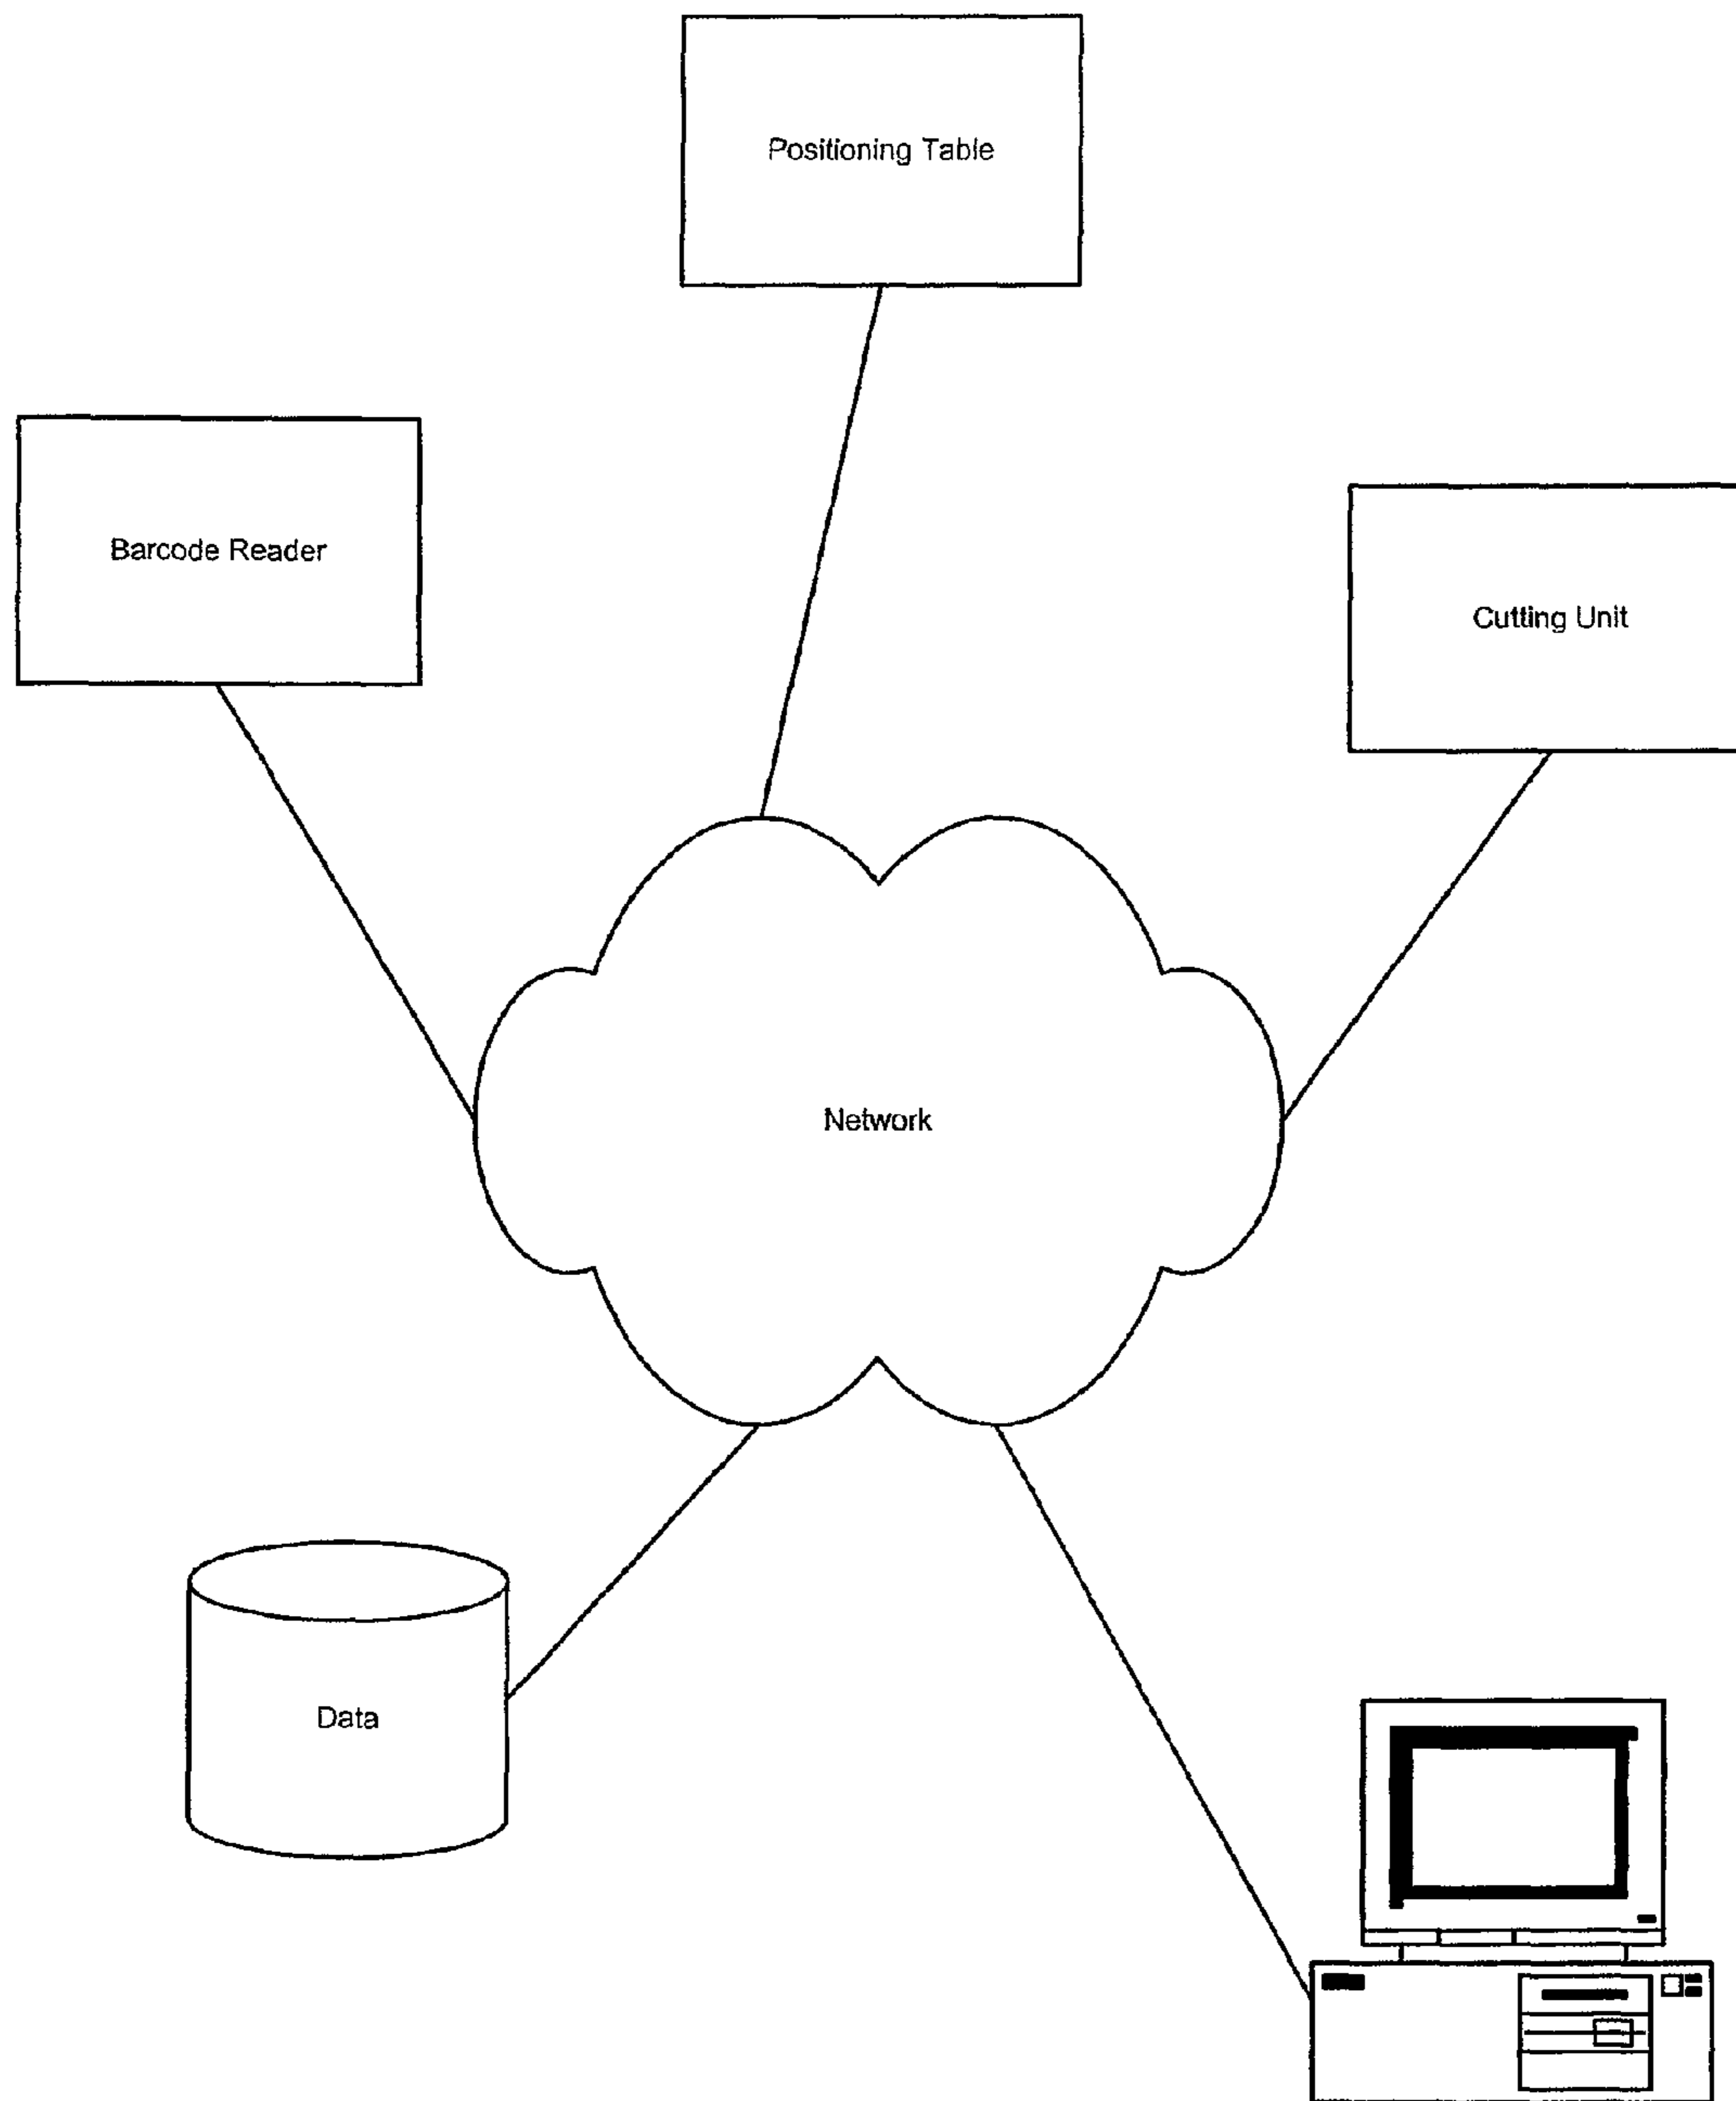 Positioning Table
Barcode Reader
Cutting Unit
Network
Data